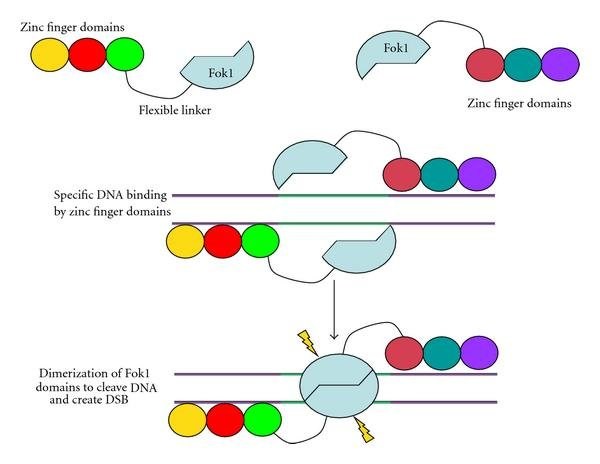 Zinc finger domains
Fok1
Flexible linker
Fok1
Zinc finger domains
Specific DNA binding
by zinc finger domains
Dimerization of Fok1
domains to cleave DNA
and create DSB